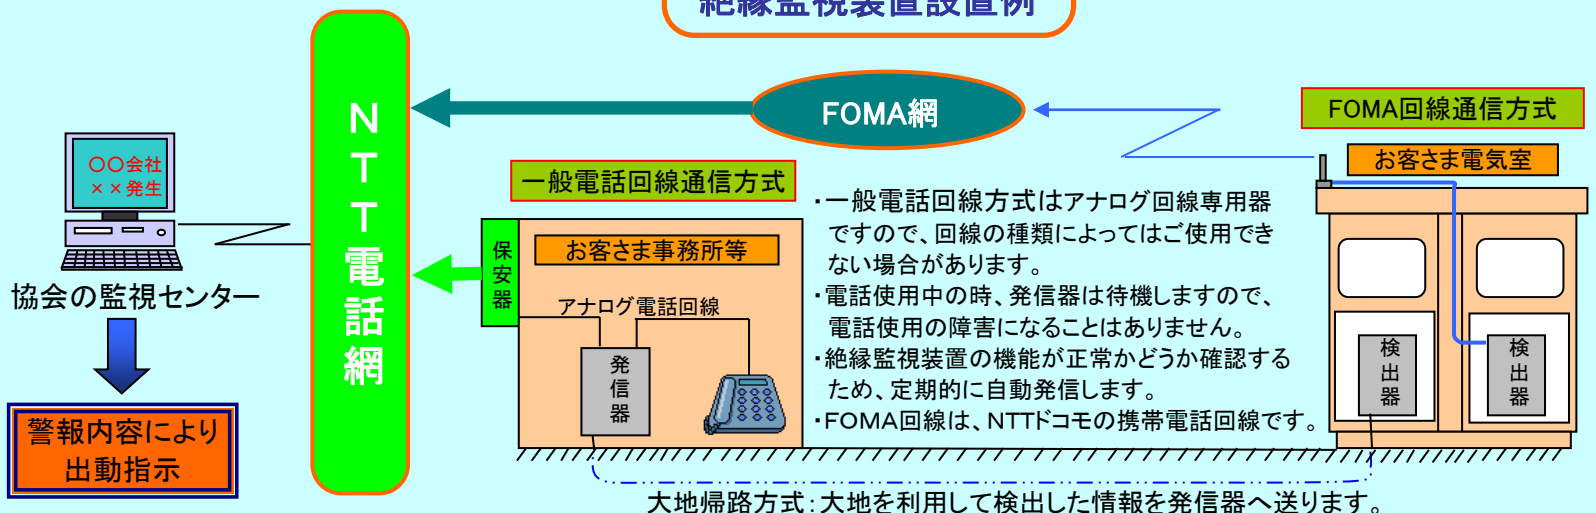 絶縁監視装置設置例
NTT電話網
FOMA網
FOMA回線通信方式
お客さま電気室
〇〇会社
××発生
協会の監視センター
警報内容により
出動指示
一般電話回線通信方式
保安器
お客さま事務所等
アナログ電話回線
発信器
・一般電話回線方式はアナログ回線専用器
ですので、回線の種類によってはご使用でき
ない場合があります。
・電話使用中の時、発信器は待機しますので、
電話使用の障害になることはありません。
・絶縁監視装置の機能が正常かどうか確認する
ため、定期的に自動発信します。
・FOMA回線は、NTTドコモの携帯電話回線です。
検出器
検出器
大地帰路方式：大地を利用して検出した情報を発信器へ送ります。